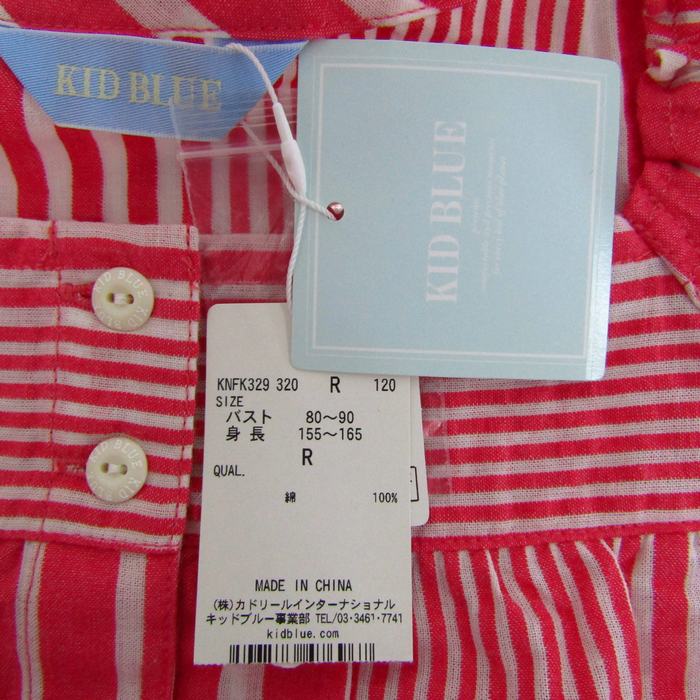 KID BLUE
KID BLUE
KNFK329 320 R 120
SIZE
バスト 80～90
身長 155～165
R
QUAL.
綿 100%
MADE IN CHINA
(株)カドリールインターナショナル
キッドブルー事業部 TEL/03･3461･7741
kidblue.com
KID BLUE
KID BLUE